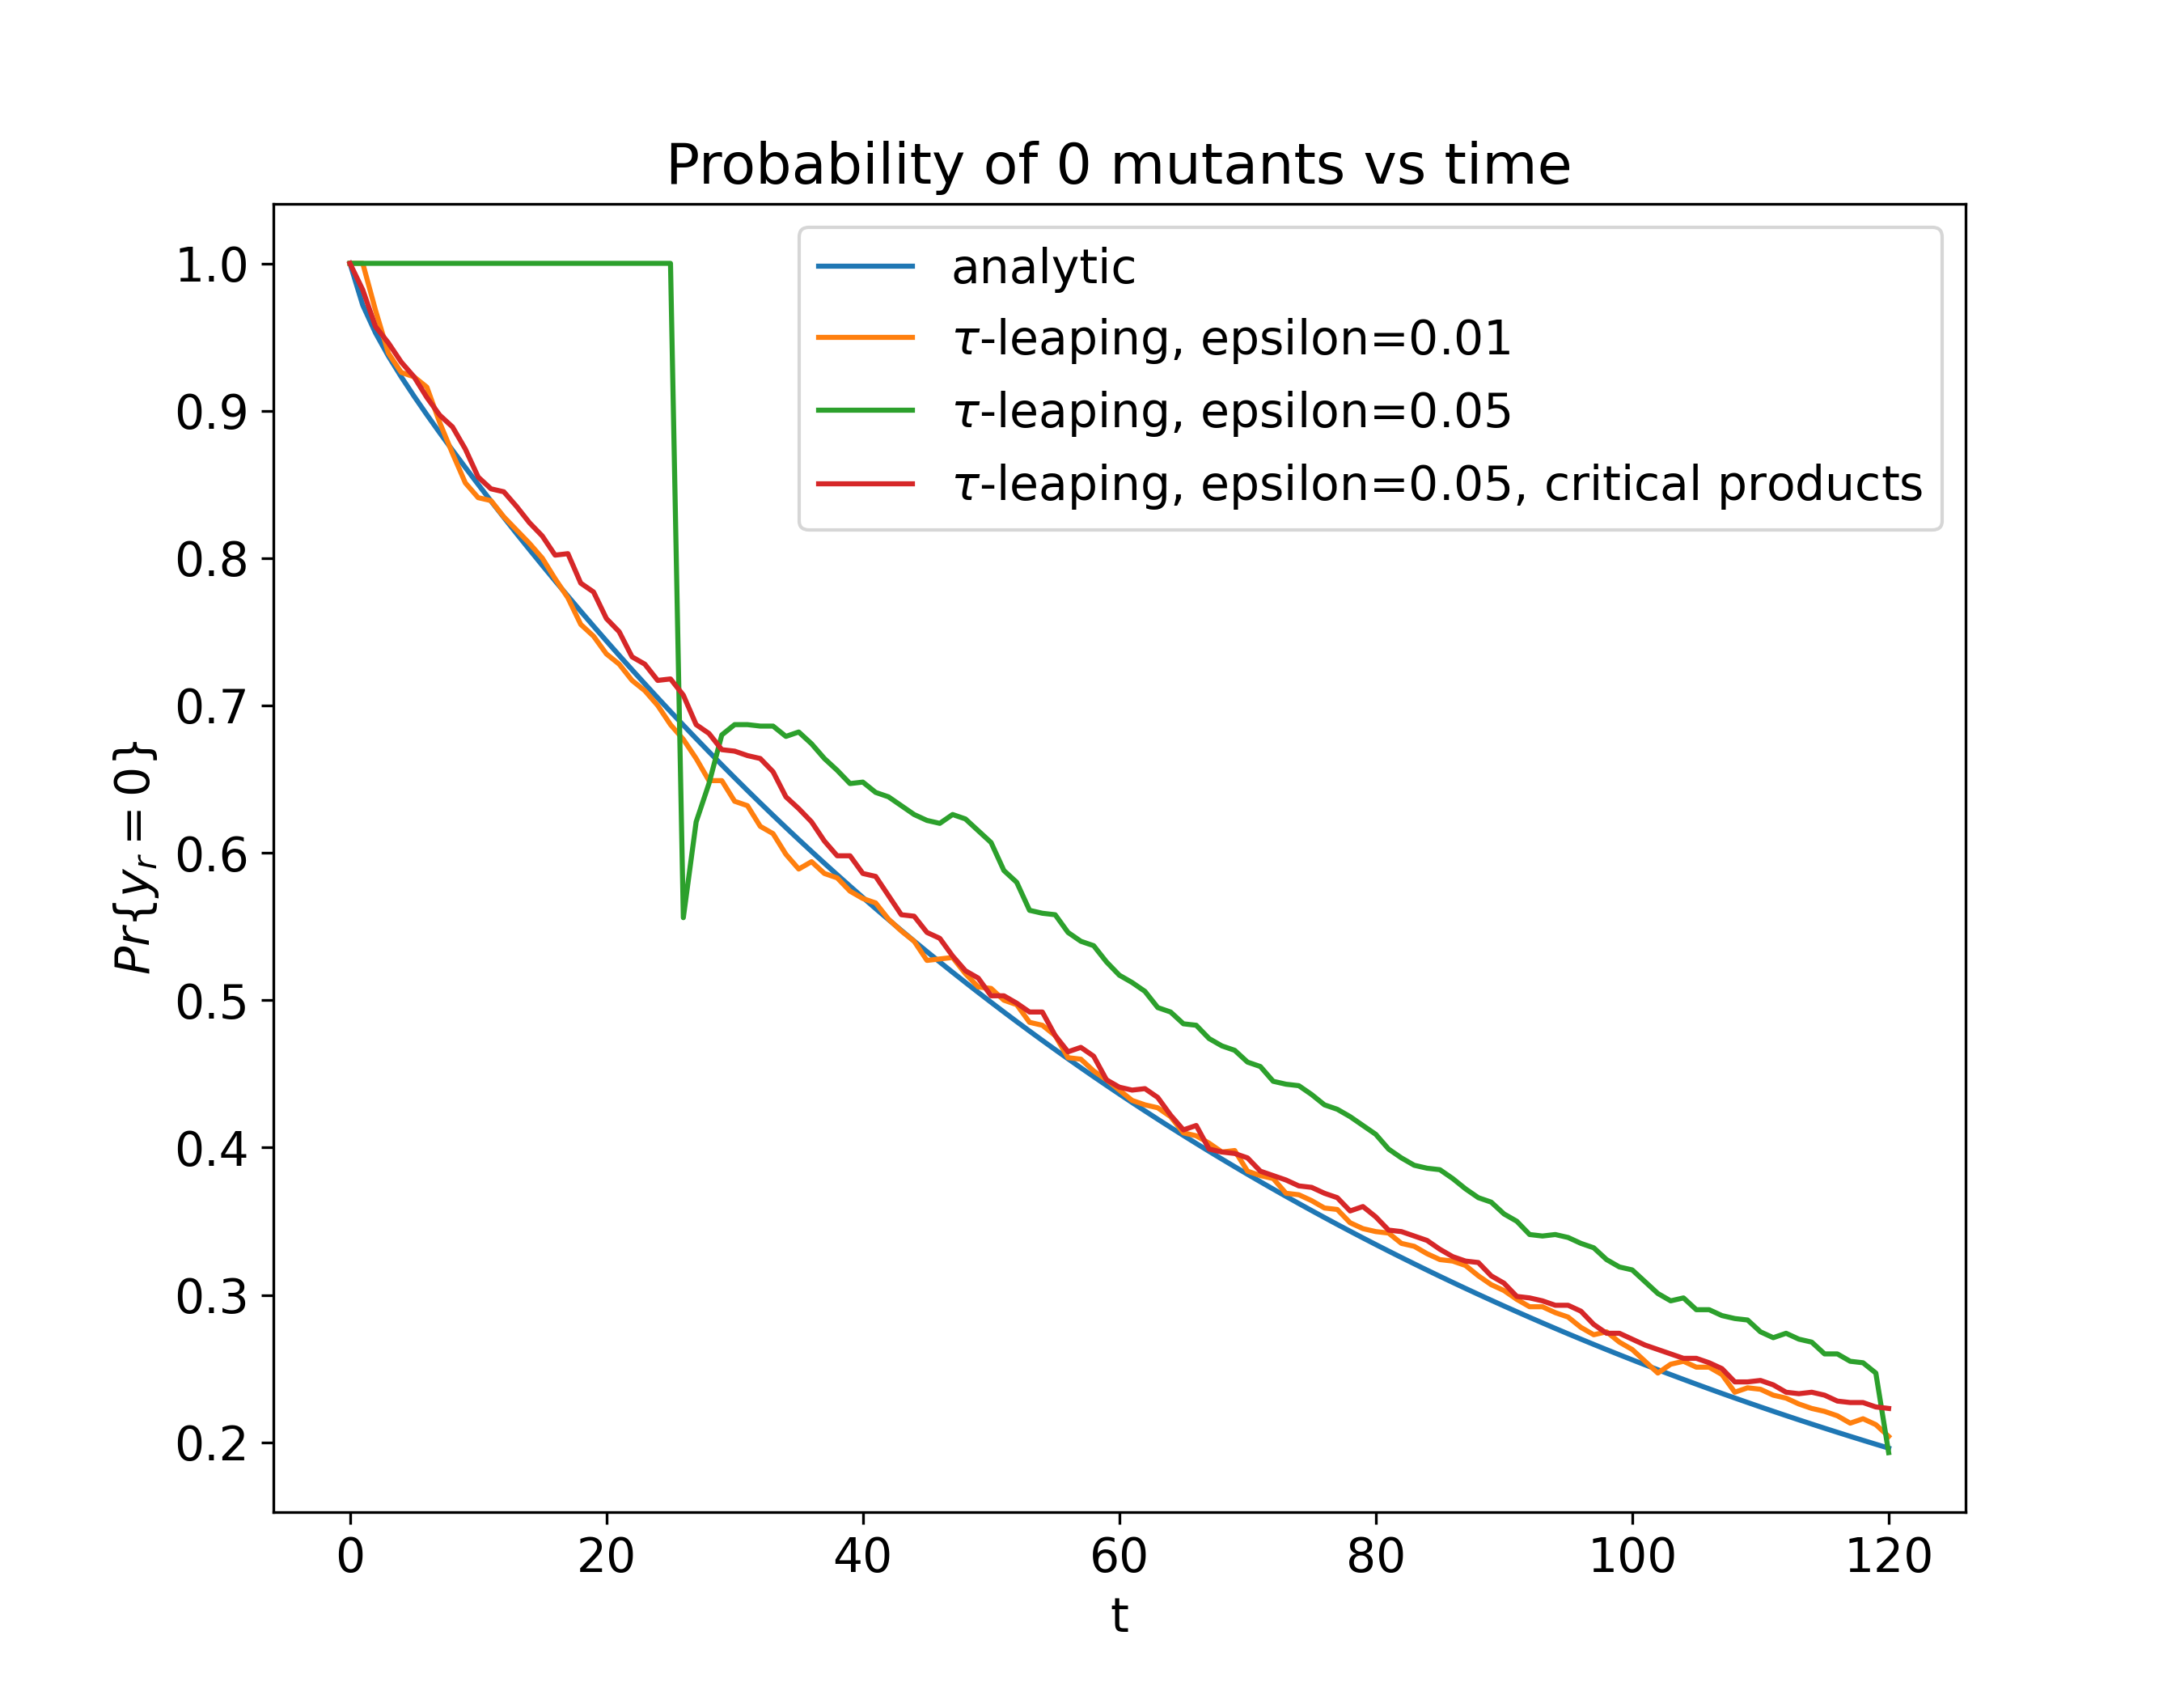 Probability of 0 mutants vs time
analytic
τ-leaping, epsilon=0.01
τ-leaping, epsilon=0.05
τ-leaping, epsilon=0.05, critical products
1.0
0.9
0.8
0.7
0.6
0.5
0.4
0.3
0.2
Pr{y_r = 0}
0 20 40 60 80 100 120
t